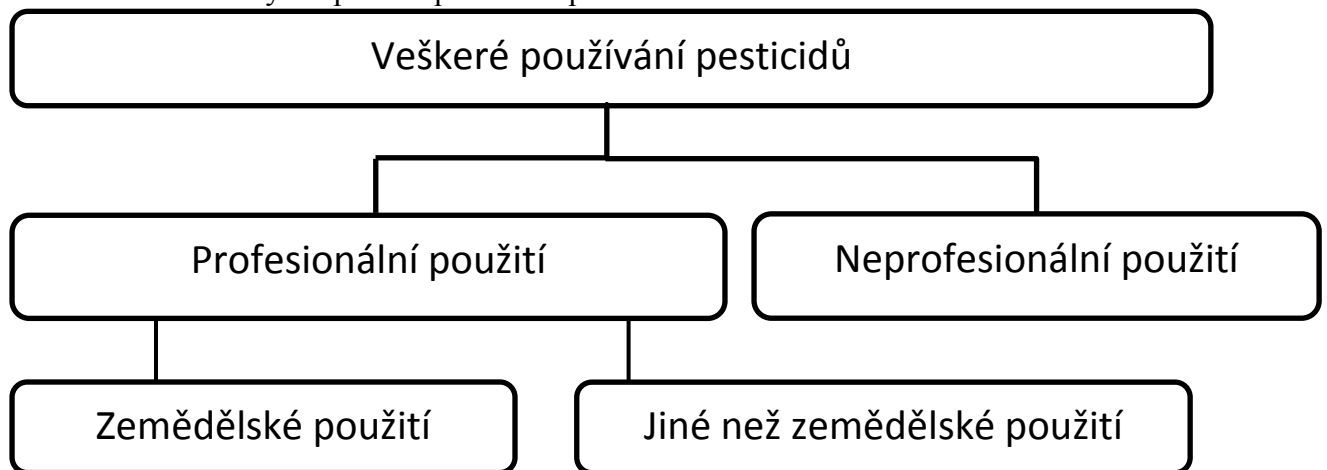 Veškeré používání pesticidů
Profesionální použití
Neprofesionální použití
Zemědělské použití
Jiné než zemědělské použití